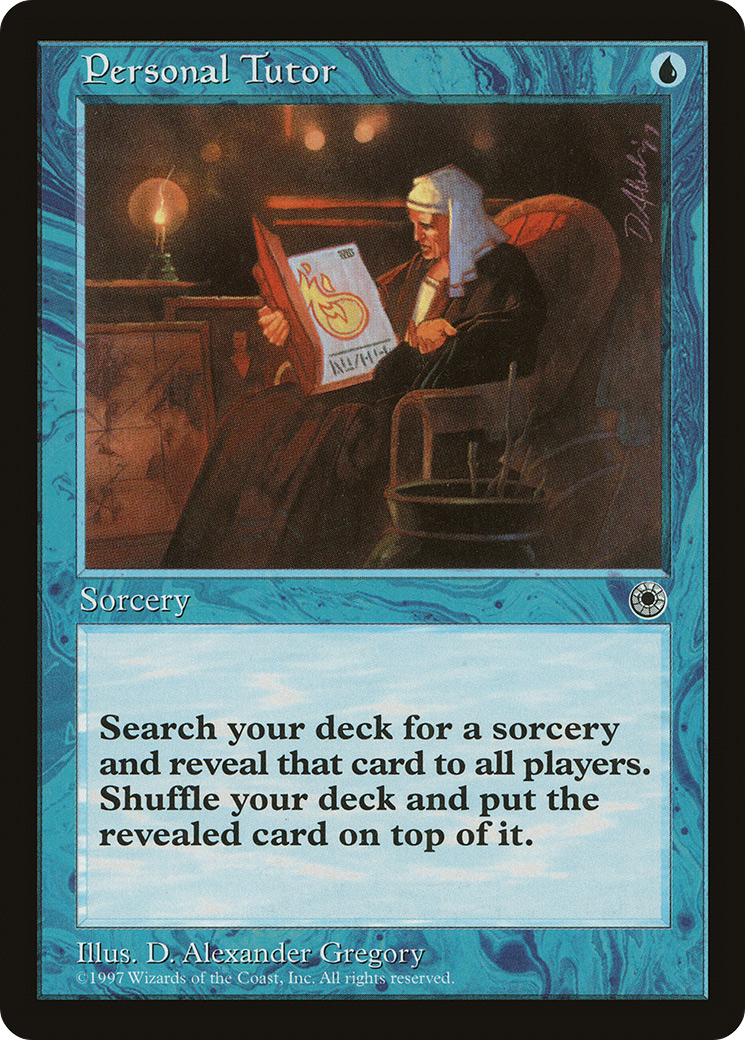 Personal Tutor
Sorcery
Search your deck for a sorcery
and reveal that card to all players.
Shuffle your deck and put the
revealed card on top of it.
Illus. D. Alexander Gregory
©1997 Wizards of the Coast, Inc. All rights reserved.